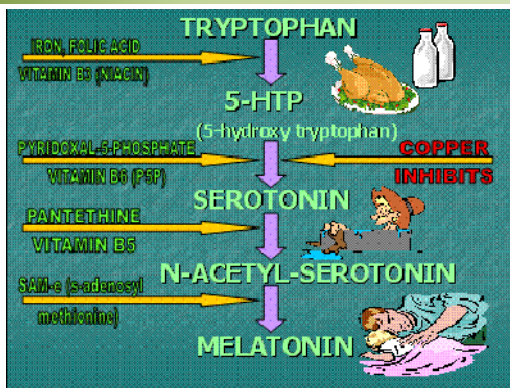 TRYPTOPHAN
IRON, FOLIC ACID
VITAMIN B3 (NIACIN)
5-HTP
(5-hydroxy tryptophan)
PYRIDOXAL-5-PHOSPHATE
VITAMIN B6 (P5P)
COPPER
INHIBITS
SEROTONIN
PANTETHINE
VITAMIN B5
N-ACETYL-SEROTONIN
SAM-e (s-adenosyl
methionine)
MELATONIN